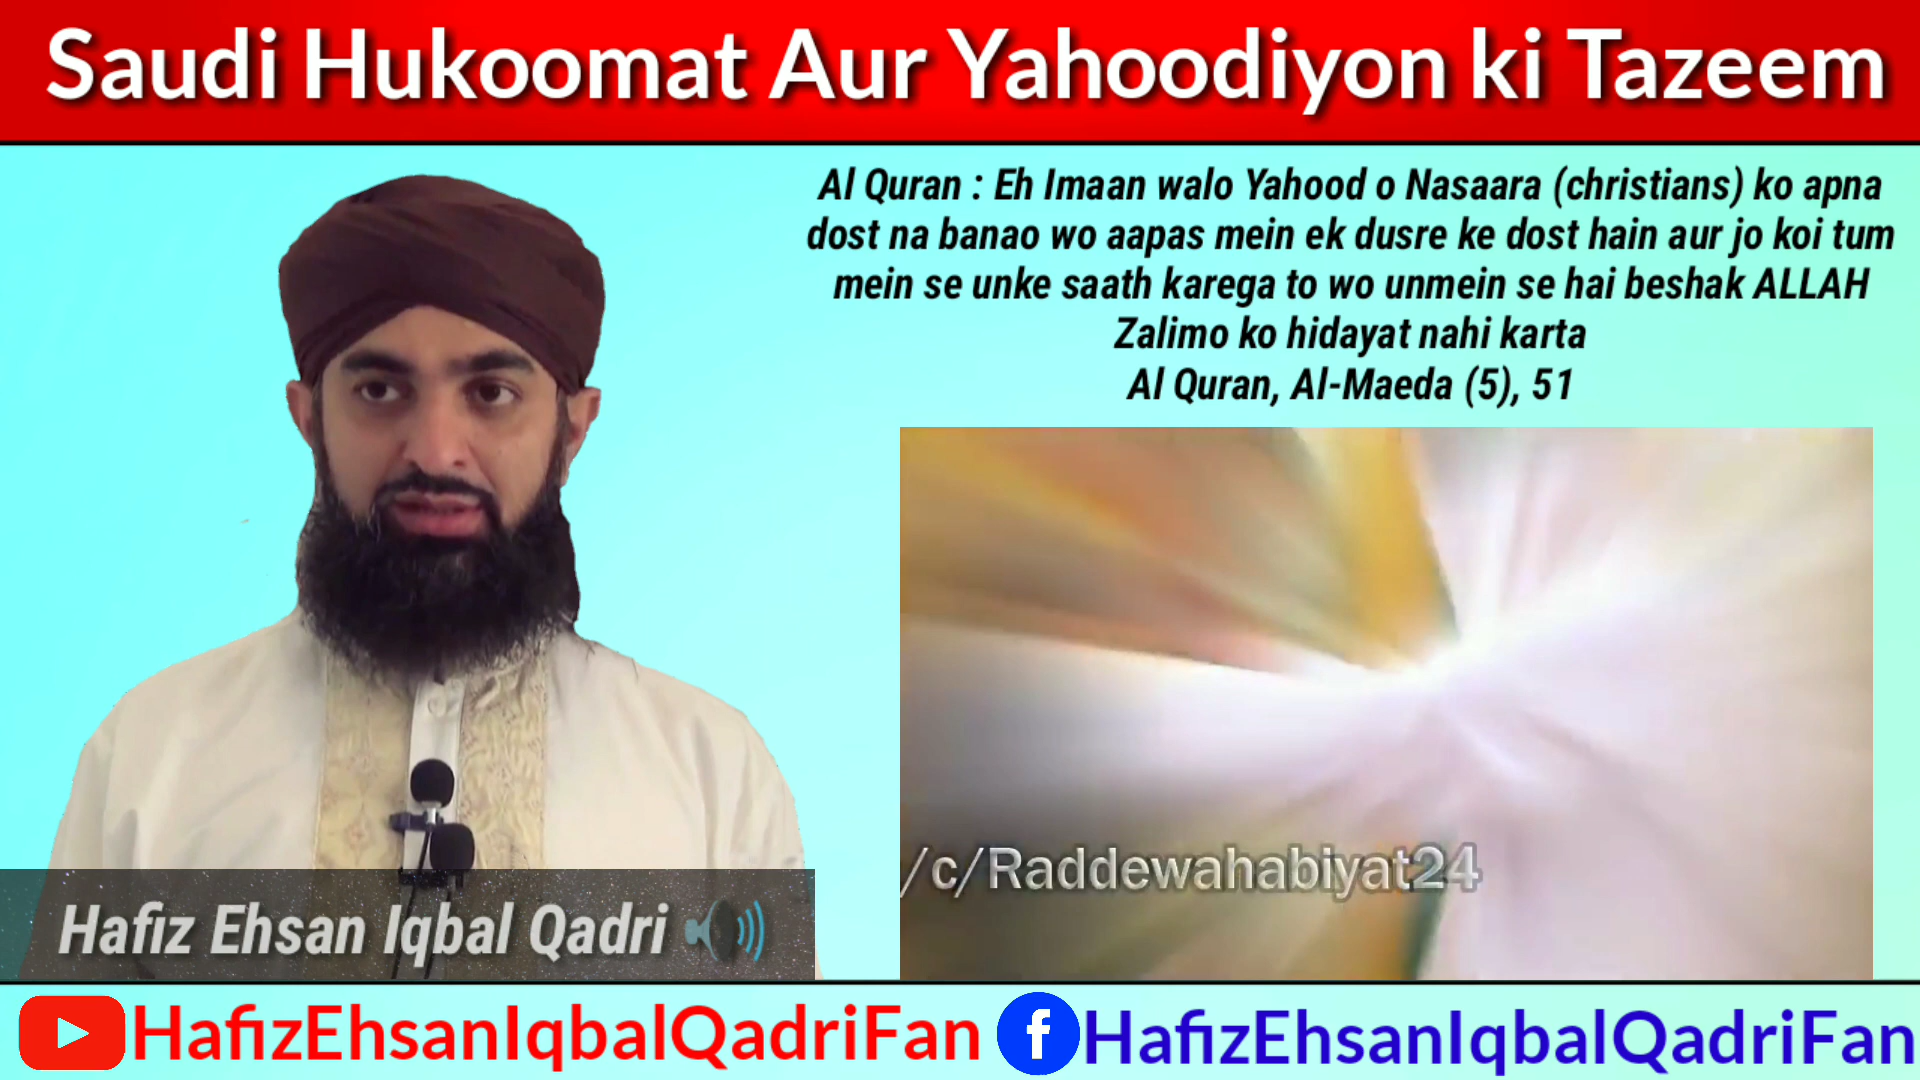 Saudi Hukoomat Aur Yahoodiyon ki Tazeem
Al Quran : Eh Imaan walo Yahood o Nasaara (christians) ko apna
dost na banao wo aapas mein ek dusre ke dost hain aur jo koi tum
mein se unke saath karega to wo unmein se hai beshak ALLAH
Zalimo ko hidayat nahi karta
Al Quran, Al-Maeda (5), 51
/c/Raddewahabiyat24
Hafiz Ehsan Iqbal Qadri
HafizEhsanIqbalQadriFan
f HafizEhsanIqbalQadriFan